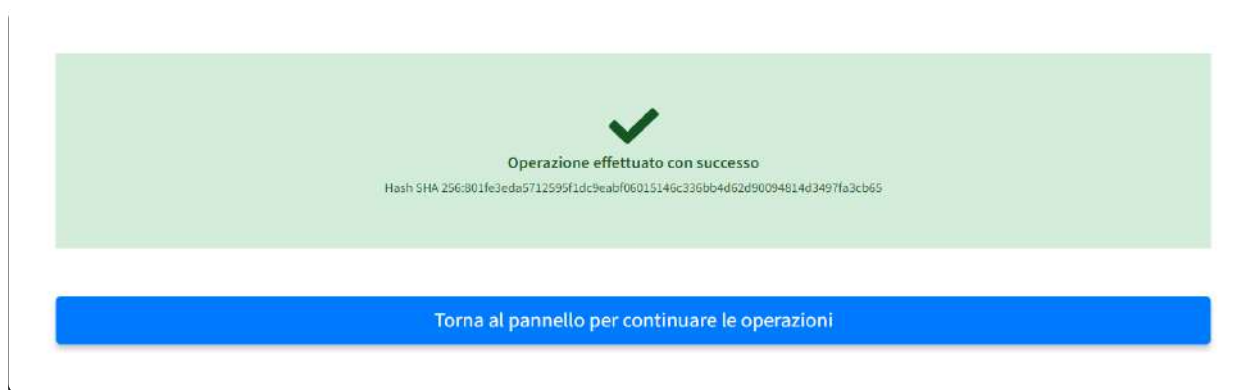 Operazione effettuato con successo
Hash SHA 256:801fe3eda5712595f1dc9eabf06015146c336bb4d62d90094814d3497fa3cb65
Torna al pannello per continuare le operazioni